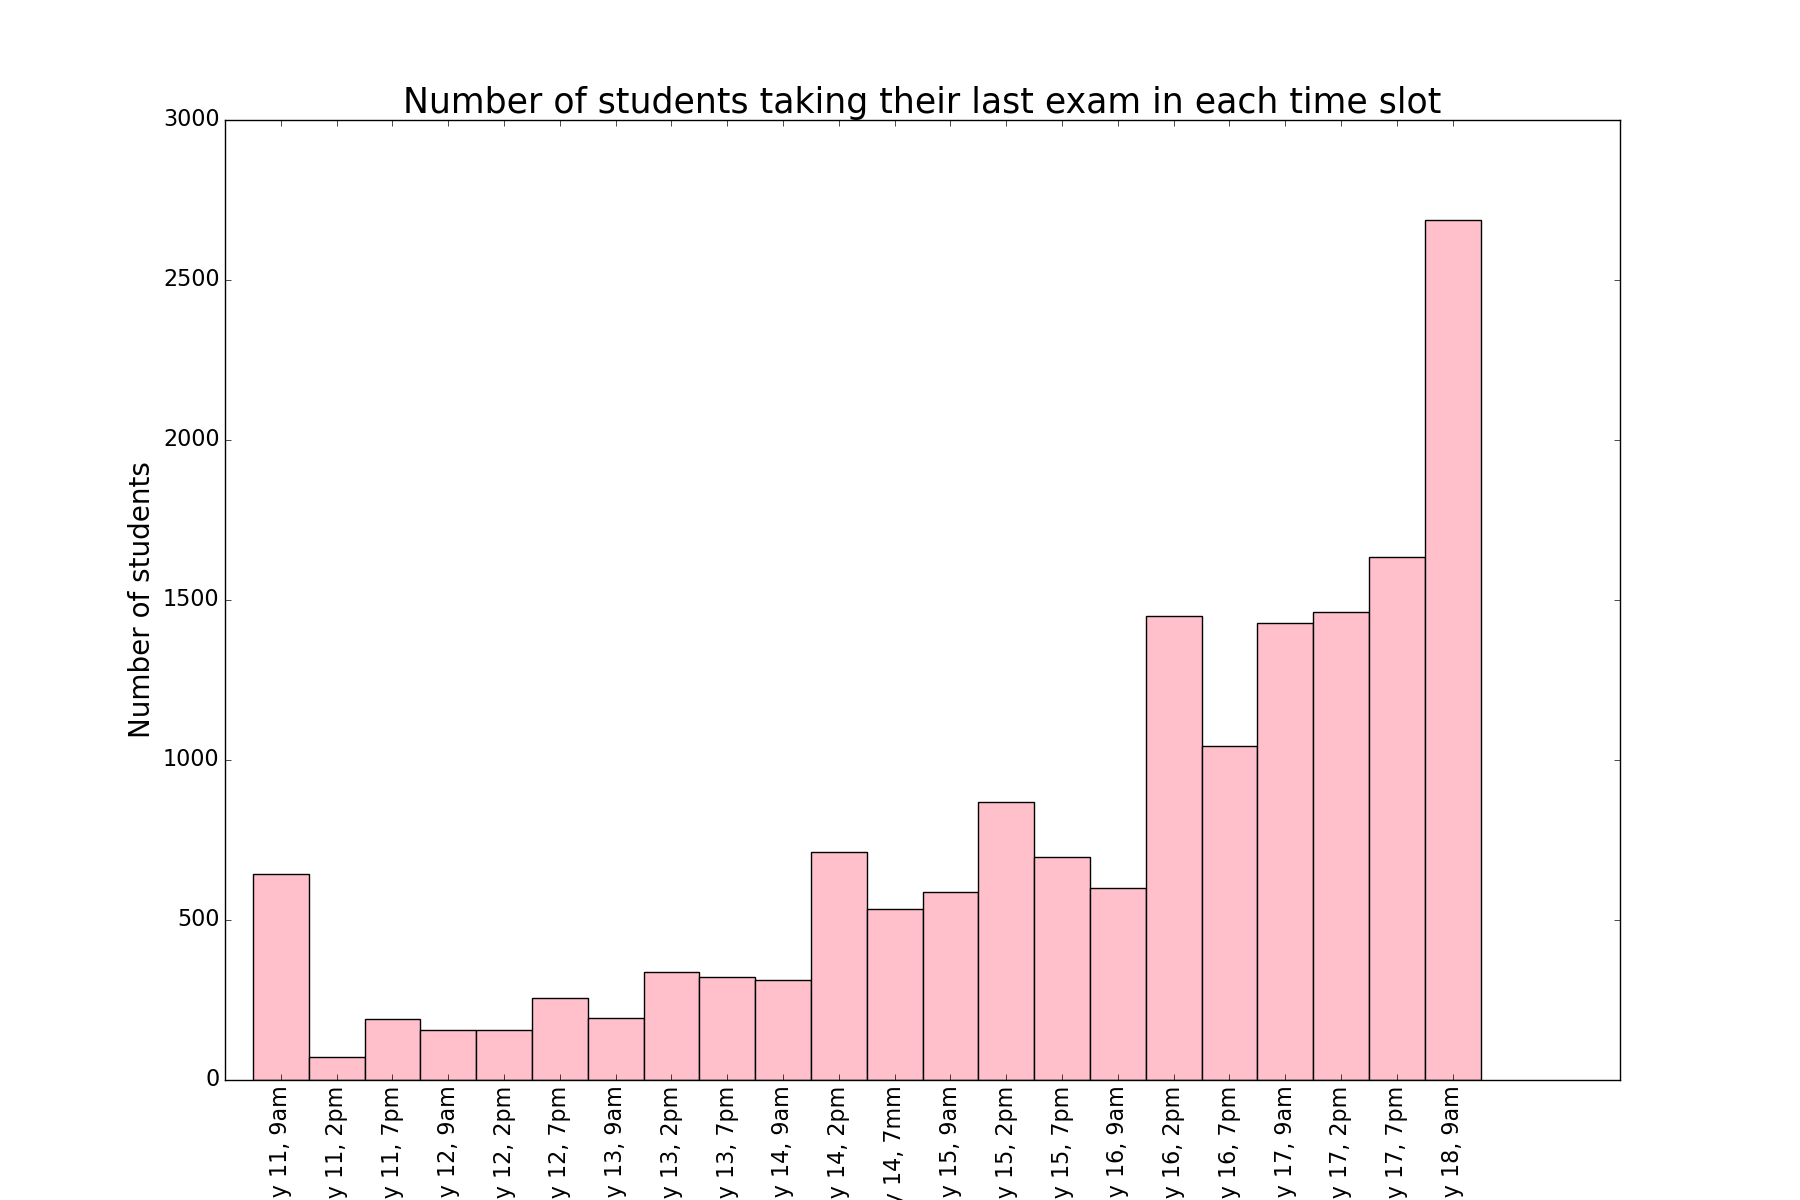 Number of students taking their last exam in each time slot
3000
2500
2000
1500
1000
500
0
Number of students
y 11, 9am
y 11, 2pm
y 11, 7pm
y 12, 9am
y 12, 2pm
y 12, 7pm
y 13, 9am
y 13, 2pm
y 13, 7pm
y 14, 9am
y 14, 2pm
y 14, 7mm
y 15, 9am
y 15, 2pm
y 15, 7pm
y 16, 9am
y 16, 2pm
y 16, 7pm
y 17, 9am
y 17, 2pm
y 17, 7pm
y 18, 9am